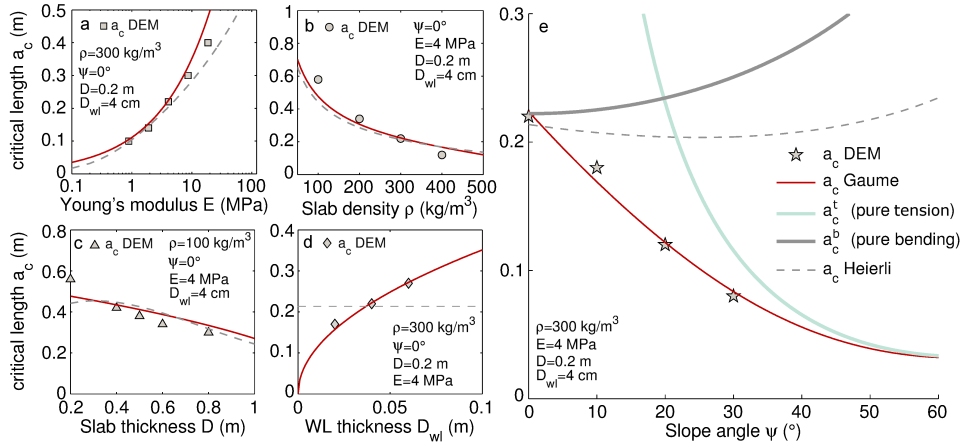 critical length a_c (m)
0.5
0.4
0.3
0.2
0.1
0
a
a_c DEM
ρ=300 kg/m³
Ψ=0°
D=0.2 m
D_wl=4 cm
0.1 1 10 100
Young's modulus E (MPa)
1
0.8
0.6
0.4
0.2
0
b
a_c DEM
Ψ=0°
E=4 MPa
D=0.2 m
D_wl=4 cm
100 200 300 400 500
Slab density ρ (kg/m³)
critical length a_c (m)
0.8
0.6
0.4
0.2
0
c
a_c DEM
ρ=100 kg/m³
Ψ=0°
E=4 MPa
D_wl=4 cm
0.2 0.4 0.6 0.8 1
Slab thickness D (m)
0.4
0.3
0.2
0.1
0
d
a_c DEM
ρ=300 kg/m³
Ψ=0°
D=0.2 m
E=4 MPa
0 0.05 0.1
WL thickness D_wl (m)
0.3
0.2
0.1
0
e
a_c DEM
a_c Gaume
a_c^t (pure tension)
a_c^b (pure bending)
a_c Heierli
ρ=300 kg/m³
E=4 MPa
D=0.2 m
D_wl=4 cm
0 10 20 30 40 50 60
Slope angle ψ (°)